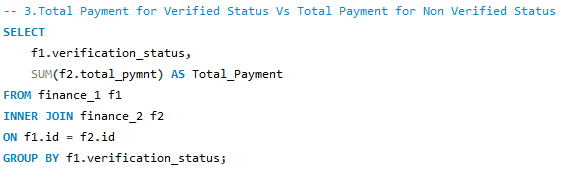 -- 3.Total Payment for Verified Status Vs Total Payment for Non Verified Status
SELECT
    f1.verification_status,
    SUM(f2.total_pymnt) AS Total_Payment
FROM finance_1 f1
INNER JOIN finance_2 f2
ON f1.id = f2.id
GROUP BY f1.verification_status;